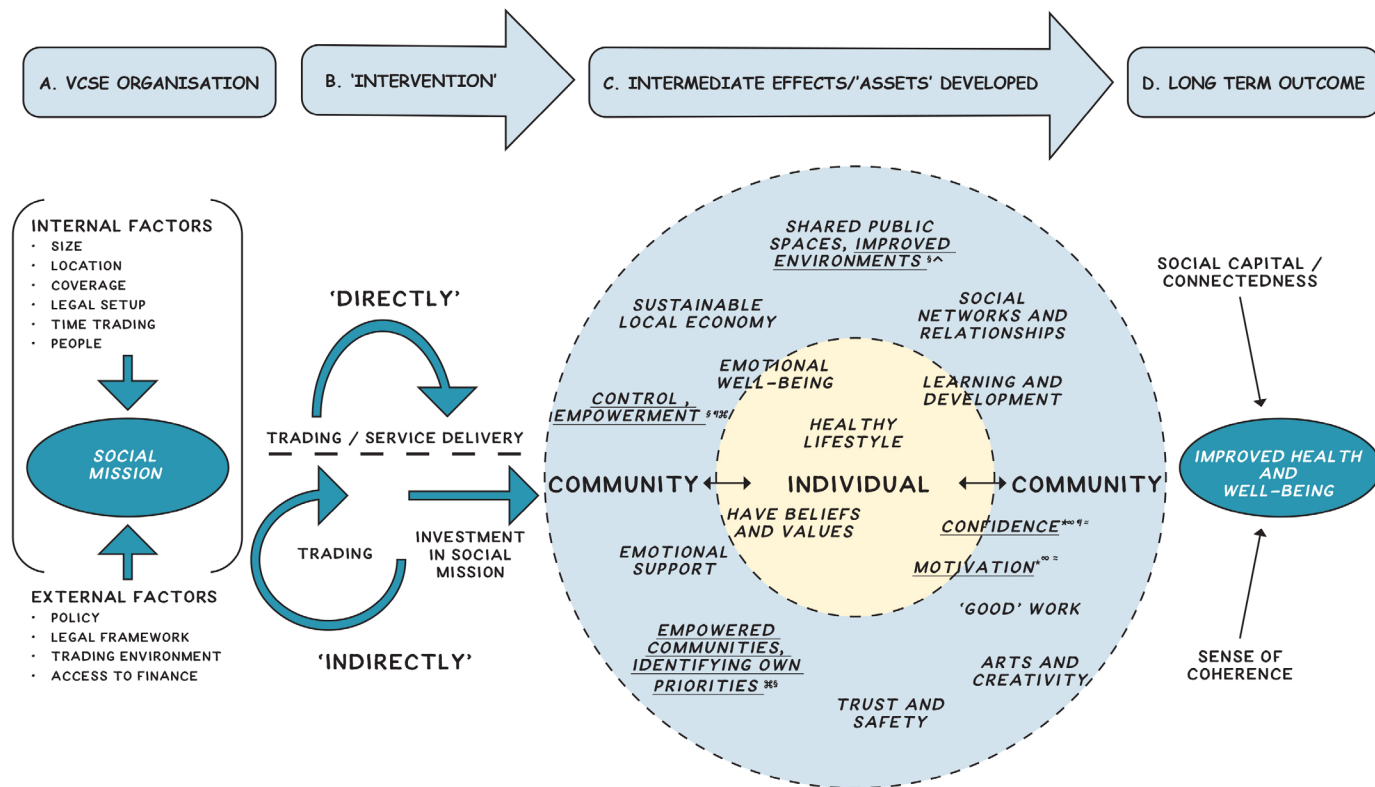 A. VCSE ORGANISATION
B. 'INTERVENTION'
C. INTERMEDIATE EFFECTS/'ASSETS' DEVELOPED
D. LONG TERM OUTCOME
INTERNAL FACTORS
· SIZE
· LOCATION
· COVERAGE
· LEGAL SETUP
· TIME TRADING
· PEOPLE
SOCIAL
MISSION
EXTERNAL FACTORS
· POLICY
· LEGAL FRAMEWORK
· TRADING ENVIRONMENT
· ACCESS TO FINANCE
'DIRECTLY'
TRADING / SERVICE DELIVERY
TRADING
INVESTMENT
IN SOCIAL
MISSION
'INDIRECTLY'
SHARED PUBLIC
SPACES, IMPROVED
ENVIRONMENTS §^
SUSTAINABLE
LOCAL ECONOMY
SOCIAL
NETWORKS AND
RELATIONSHIPS
EMOTIONAL
WELL-BEING
LEARNING AND
DEVELOPMENT
CONTROL ,
EMPOWERMENT §¶⌘
HEALTHY
LIFESTYLE
COMMUNITY
INDIVIDUAL
COMMUNITY
HAVE BELIEFS
AND VALUES
CONFIDENCE*∞¶≈
EMOTIONAL
SUPPORT
MOTIVATION*∞≈
'GOOD' WORK
EMPOWERED
COMMUNITIES,
IDENTIFYING OWN
PRIORITIES ⌘§
ARTS AND
CREATIVITY
TRUST AND
SAFETY
SOCIAL CAPITAL /
CONNECTEDNESS
IMPROVED HEALTH
AND
WELL-BEING
SENSE OF
COHERENCE